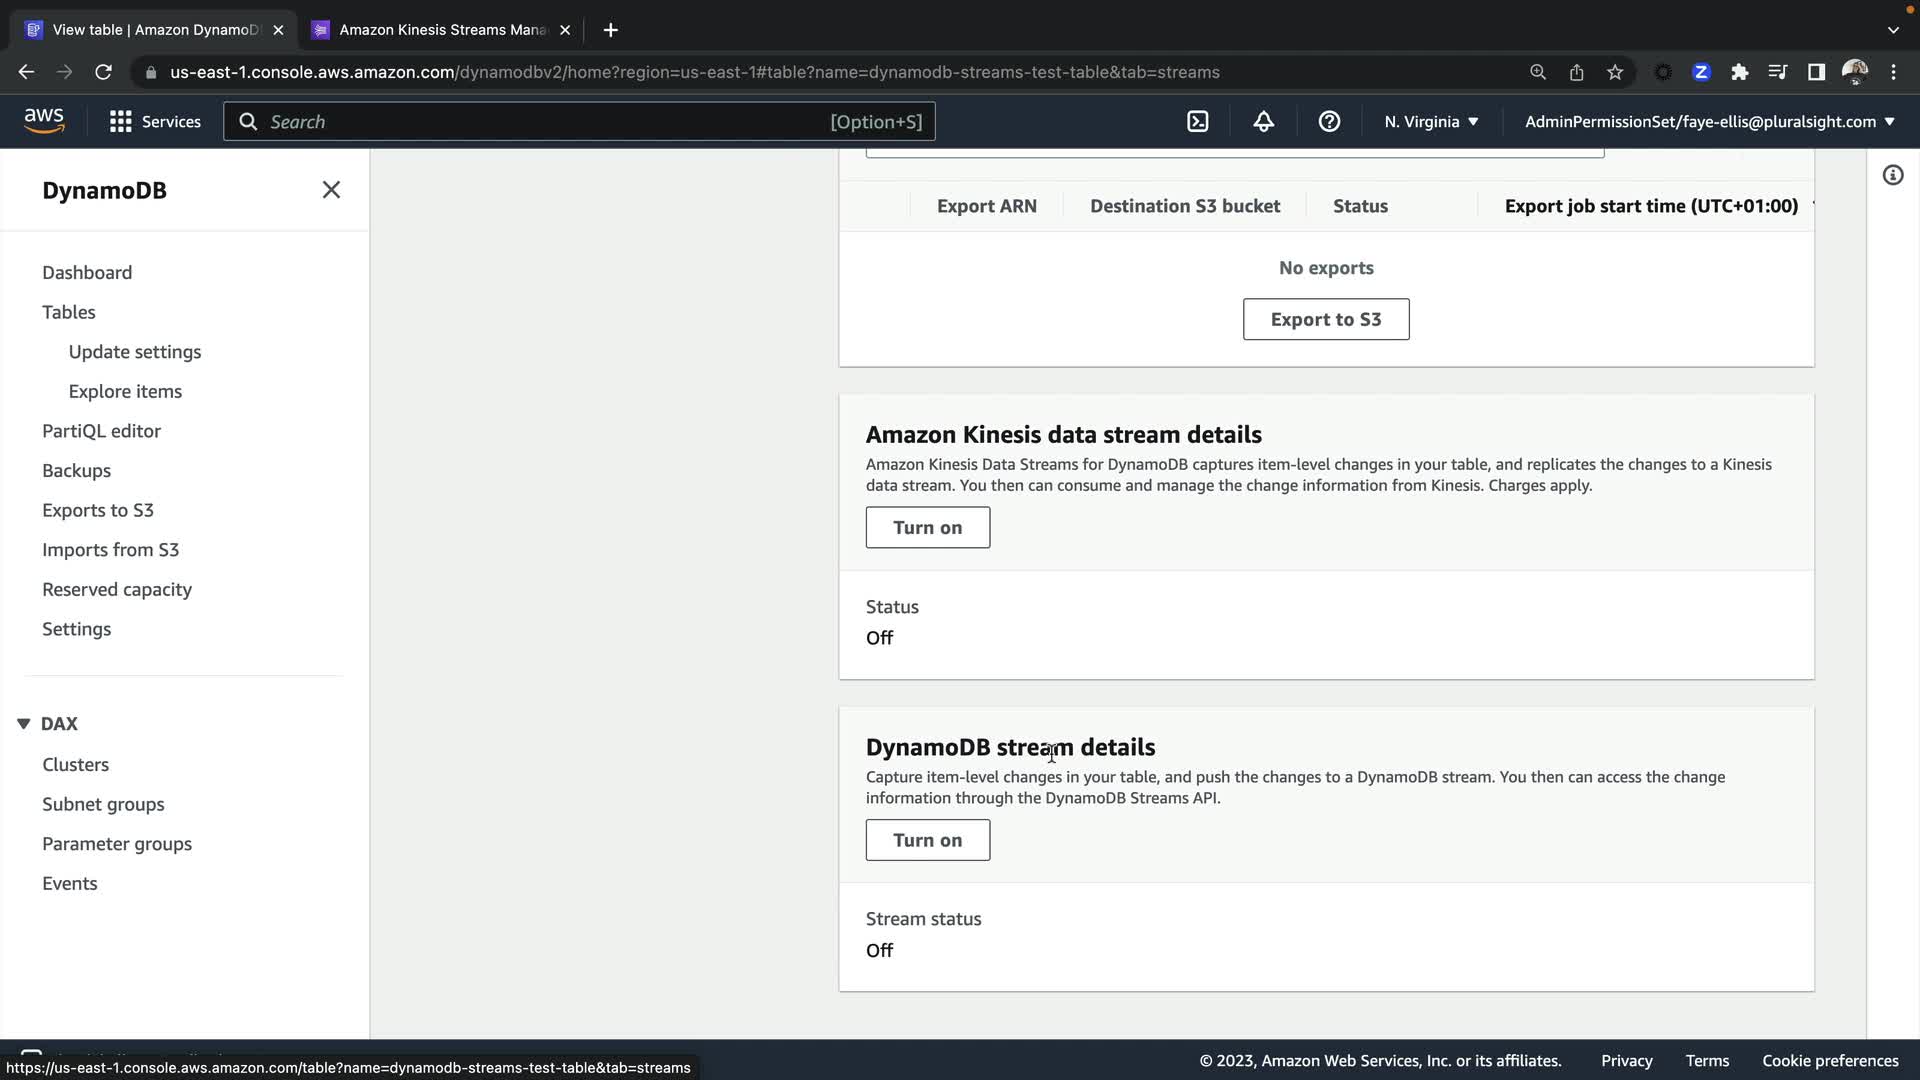 View table | Amazon DynamoD
Amazon Kinesis Streams Mana
us-east-1.console.aws.amazon.com/dynamodbv2/home?region=us-east-1#table?name=dynamodb-streams-test-table&tab=streams
aws
Services
Search
[Option+S]
N. Virginia
AdminPermissionSet/faye-ellis@pluralsight.com
DynamoDB
Dashboard
Tables
Update settings
Explore items
PartiQL editor
Backups
Exports to S3
Imports from S3
Reserved capacity
Settings
DAX
Clusters
Subnet groups
Parameter groups
Events
Export ARN
Destination S3 bucket
Status
Export job start time (UTC+01:00)
No exports
Export to S3
Amazon Kinesis data stream details
Amazon Kinesis Data Streams for DynamoDB captures item-level changes in your table, and replicates the changes to a Kinesis
data stream. You then can consume and manage the change information from Kinesis. Charges apply.
Turn on
Status
Off
DynamoDB stream details
Capture item-level changes in your table, and push the changes to a DynamoDB stream. You then can access the change
information through the DynamoDB Streams API.
Turn on
Stream status
Off
https://us-east-1.console.aws.amazon.com/table?name=dynamodb-streams-test-table&tab=streams
© 2023, Amazon Web Services, Inc. or its affiliates.
Privacy
Terms
Cookie preferences